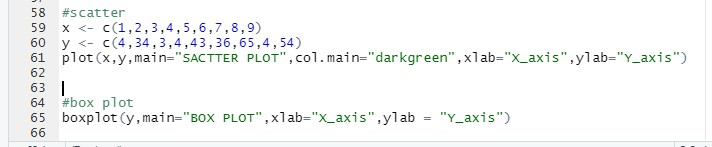 58 #scatter
59 x <- c(1,2,3,4,5,6,7,8,9)
60 y <- c(4,34,3,4,43,36,65,4,54)
61 plot(x,y,main="SACTTER PLOT",col.main="darkgreen",xlab="X_axis",ylab="Y_axis")
62
63
64 #box plot
65 boxplot(y,main="BOX PLOT",xlab="X_axis",ylab = "Y_axis")
66